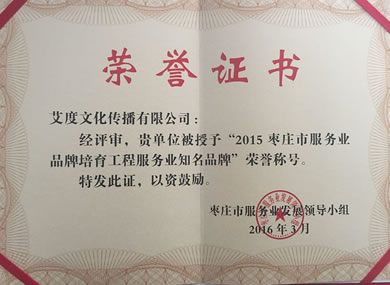 荣誉证书
艾度文化传播有限公司：
经评审，贵单位被授予“2015枣庄市服务业
品牌培育工程服务业知名品牌”荣誉称号。
特发此证，以资鼓励。
枣庄市服务业发展领导小组
2016年3月